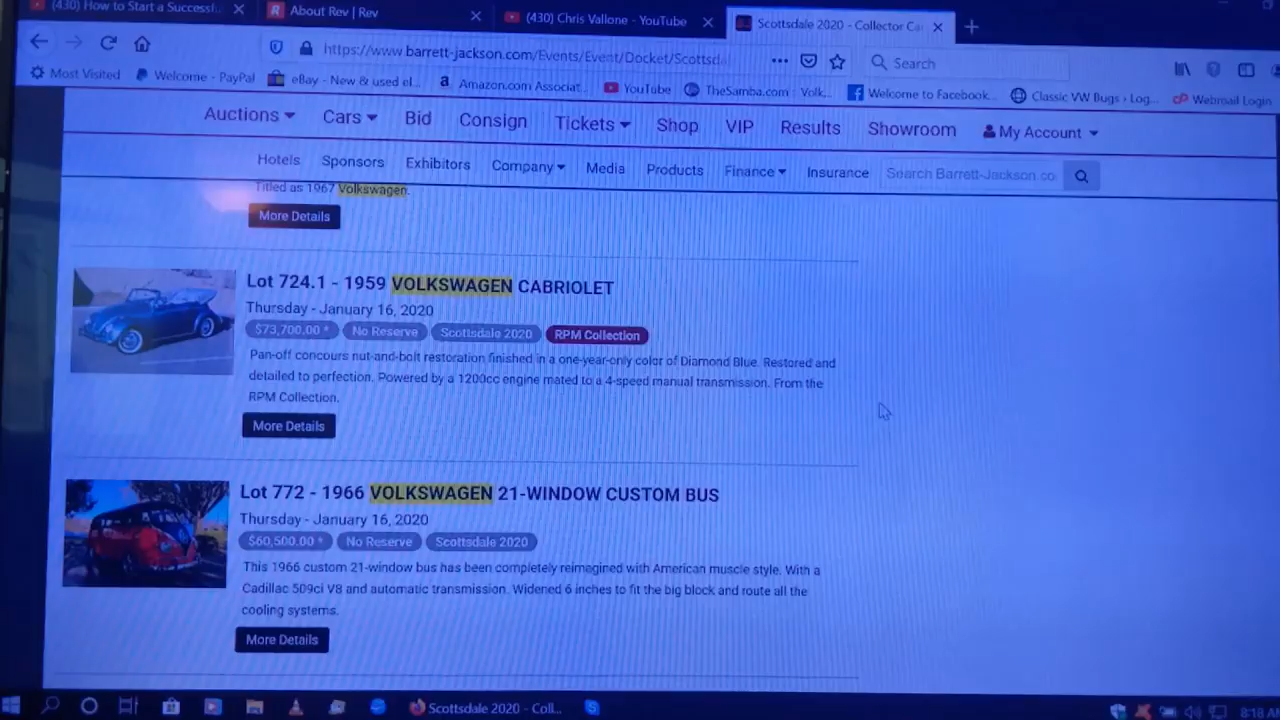 (430) How to Start a Successf...
About Rev | Rev
(430) Chris Vallone - YouTube
Scottsdale 2020 - Collector Ca
https://www.barrett-jackson.com/Events/Event/Docket/Scottsda
Search
Most Visited
Welcome - PayPal
eBay - New & used el...
Amazon.com Associat...
YouTube
TheSamba.com : Volk...
Welcome to Facebook...
Classic VW Bugs › Log...
Webmail Login
Auctions
Cars
Bid
Consign
Tickets
Shop
VIP
Results
Showroom
My Account
Hotels
Sponsors
Exhibitors
Company
Media
Products
Finance
Insurance
Search Barrett-Jackson.co
Titled as 1967 Volkswagen.
More Details
Lot 724.1 - 1959 VOLKSWAGEN CABRIOLET
Thursday - January 16, 2020
$73,700.00 *
No Reserve
Scottsdale 2020
RPM Collection
Pan-off concours nut-and-bolt restoration finished in a one-year-only color of Diamond Blue. Restored and
detailed to perfection. Powered by a 1200cc engine mated to a 4-speed manual transmission. From the
RPM Collection.
More Details
Lot 772 - 1966 VOLKSWAGEN 21-WINDOW CUSTOM BUS
Thursday - January 16, 2020
$60,500.00 *
No Reserve
Scottsdale 2020
This 1966 custom 21-window bus has been completely reimagined with American muscle style. With a
Cadillac 509ci V8 and automatic transmission. Widened 6 inches to fit the big block and route all the
cooling systems.
More Details
Scottsdale 2020 - Coll...
8:18 AM